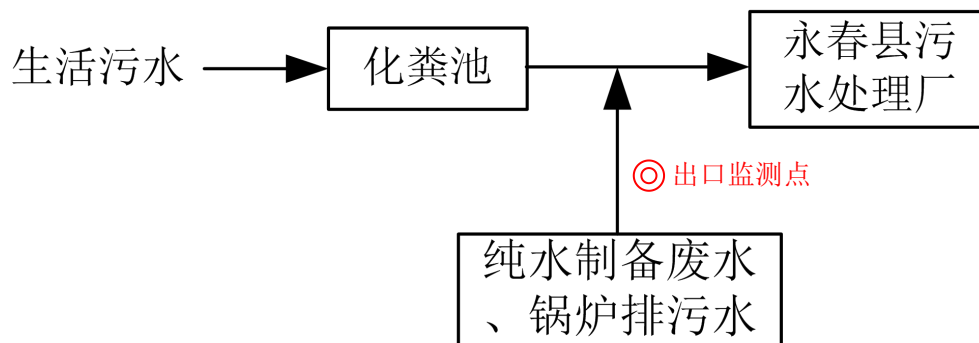 生活污水
化粪池
永春县污
水处理厂
◎出口监测点
纯水制备废水
、锅炉排污水